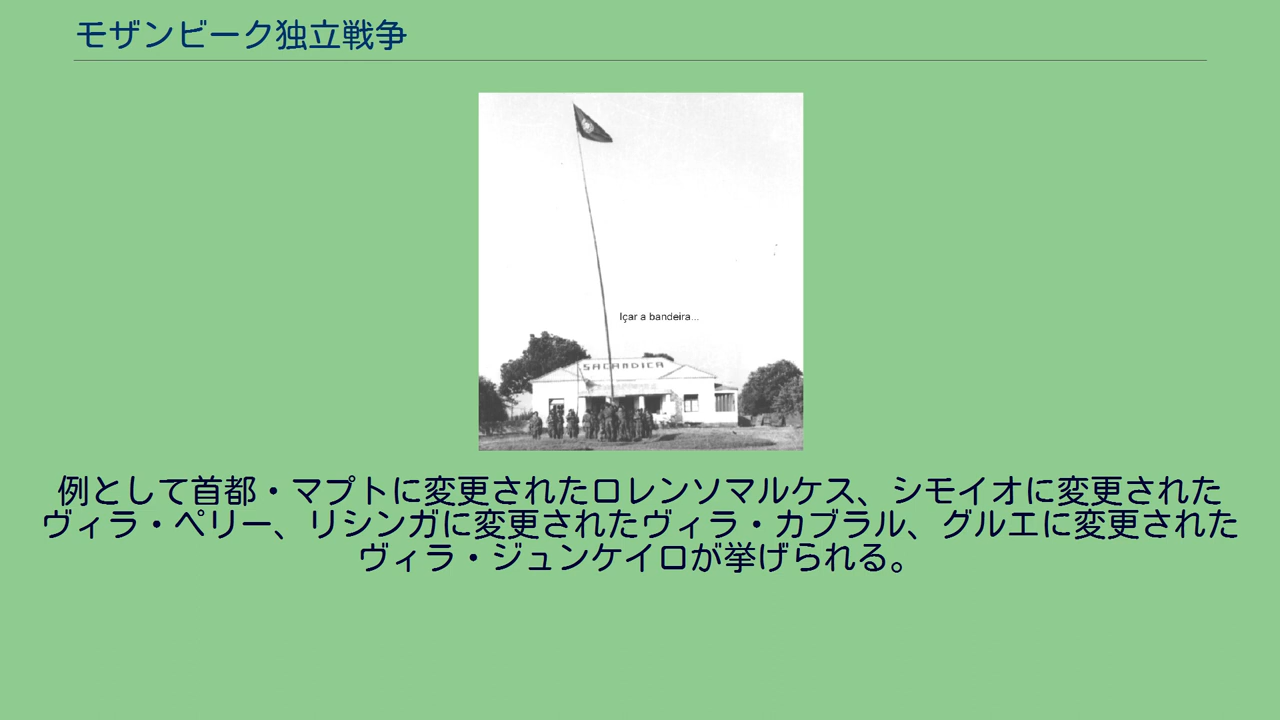 モザンビーク独立戦争
Içar a bandeira...
SACANDICA
例として首都・マプトに変更されたロレンソマルケス、シモイオに変更された
ヴィラ・ペリー、リシンガに変更されたヴィラ・カブラル、グルエに変更された
ヴィラ・ジュンケイロが挙げられる。